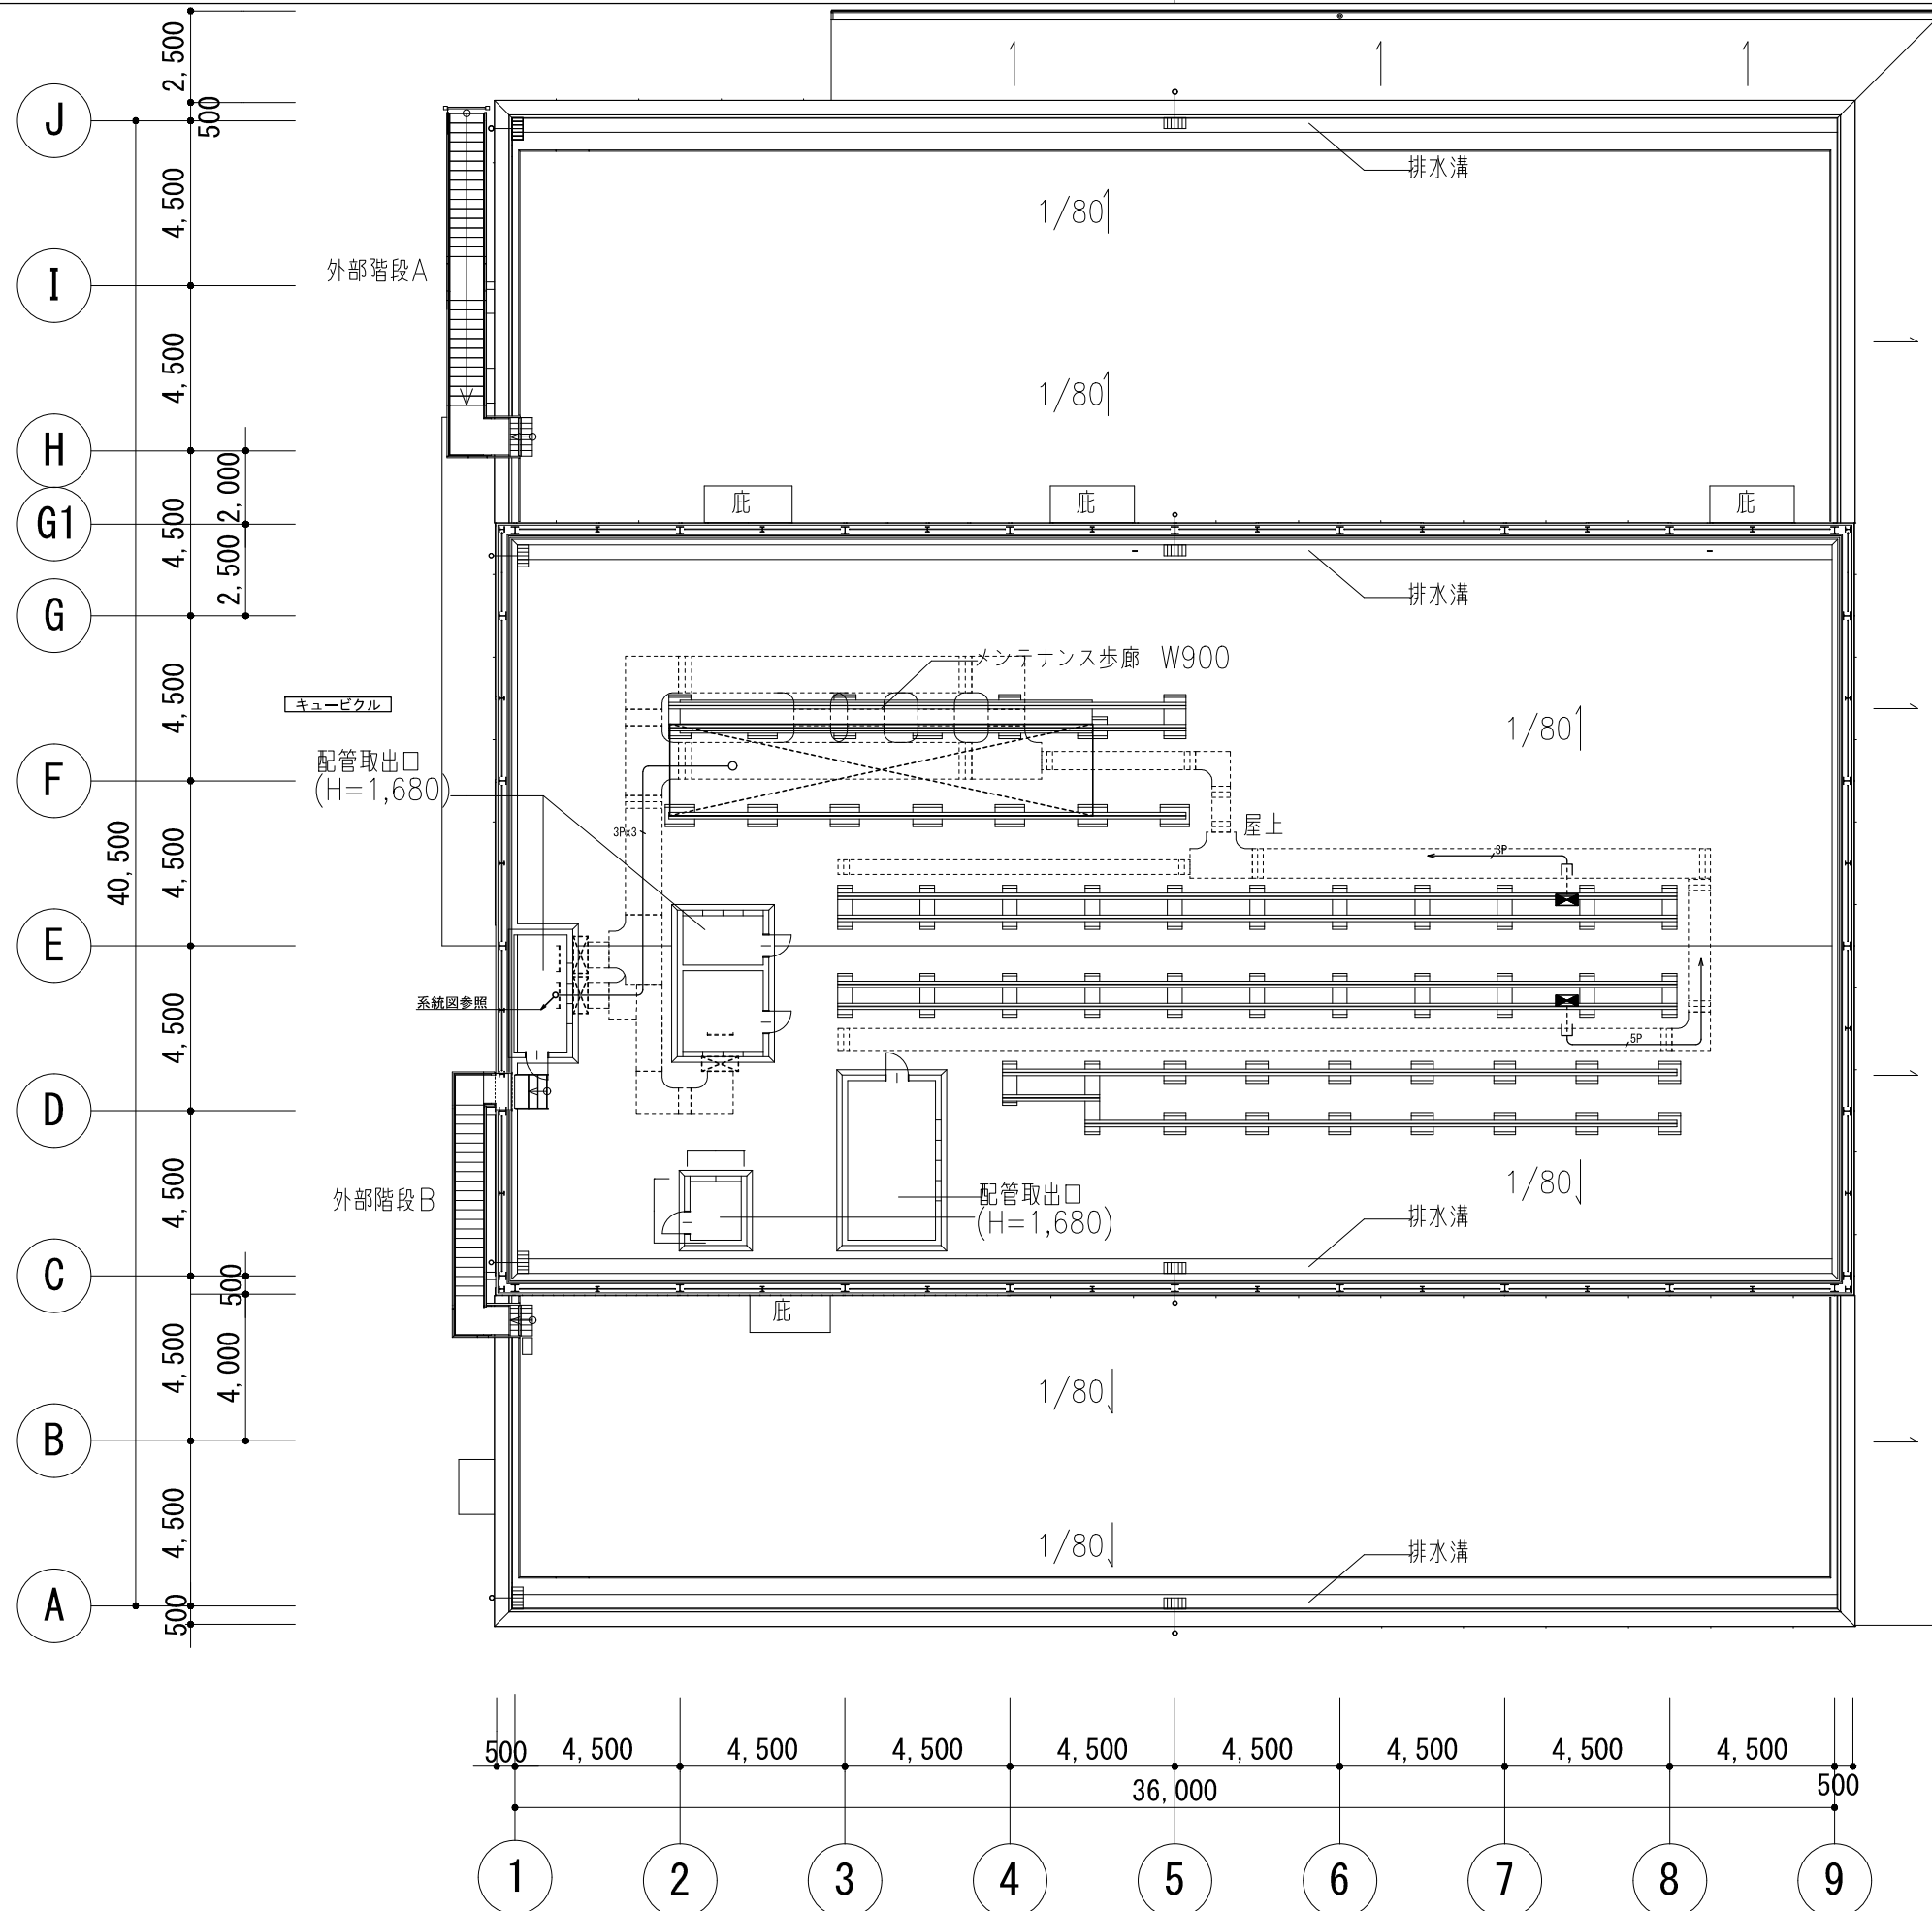 2,500
J
500
4,500
排水溝
1/80
外部階段A
I
4,500
1/80
H
2,000
庇
庇
庇
G1
4,500
2,500
排水溝
G
メンテナンス歩廊 W900
4,500
キュービクル
1/80
配管取出口
(H=1,680)
F
3Px3
屋上
3P
40,500
4,500
E
系統図参照
4,500
5P
D
外部階段B
4,500
配管取出口
(H=1,680)
1/80
排水溝
C
500
庇
4,500
4,000
1/80
B
4,500
1/80
排水溝
A
500
500
4,500
4,500
4,500
4,500
4,500
4,500
4,500
4,500
500
36,000
1
2
3
4
5
6
7
8
9